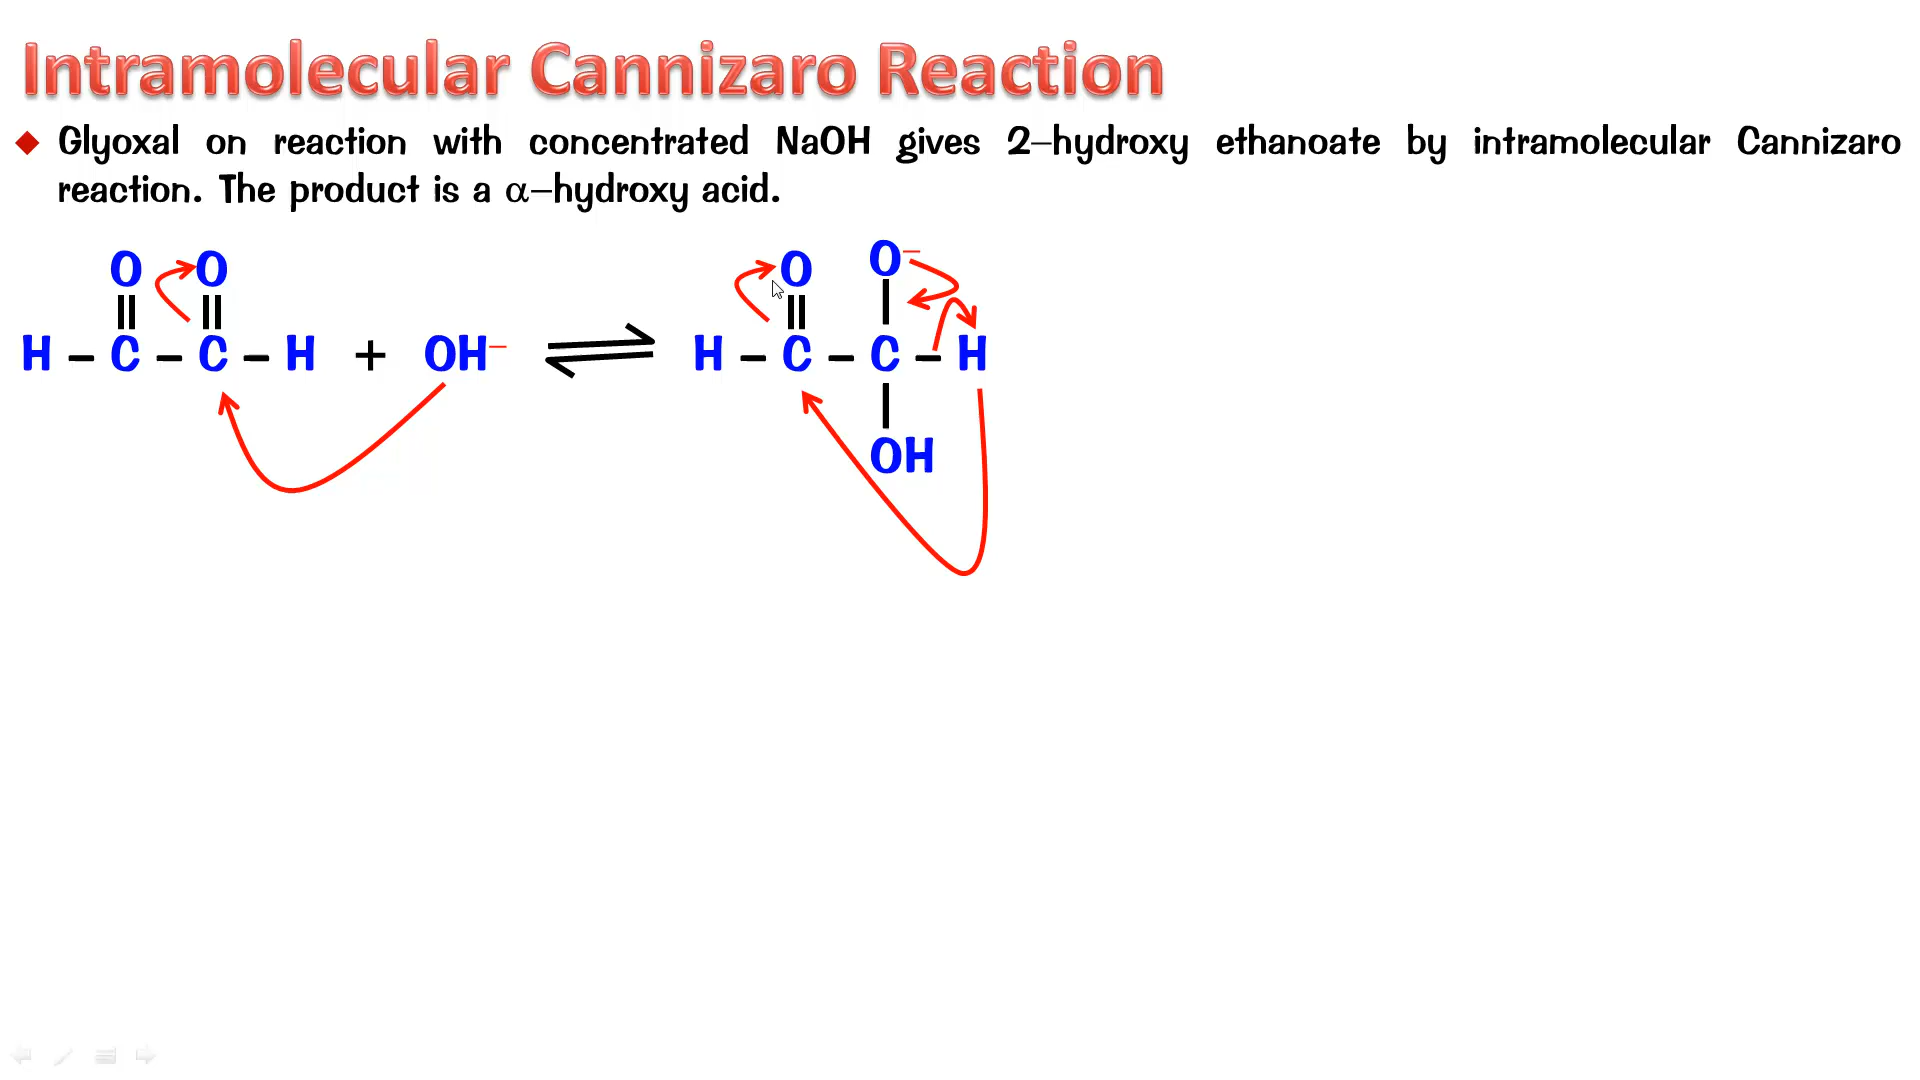 Intramolecular Cannizaro Reaction
Glyoxal on reaction with concentrated NaOH gives 2–hydroxy ethanoate by intramolecular Cannizaro
reaction. The product is a α–hydroxy acid.
O O O O–
H – C – C – H + OH– ⇌ H – C – C – H
OH